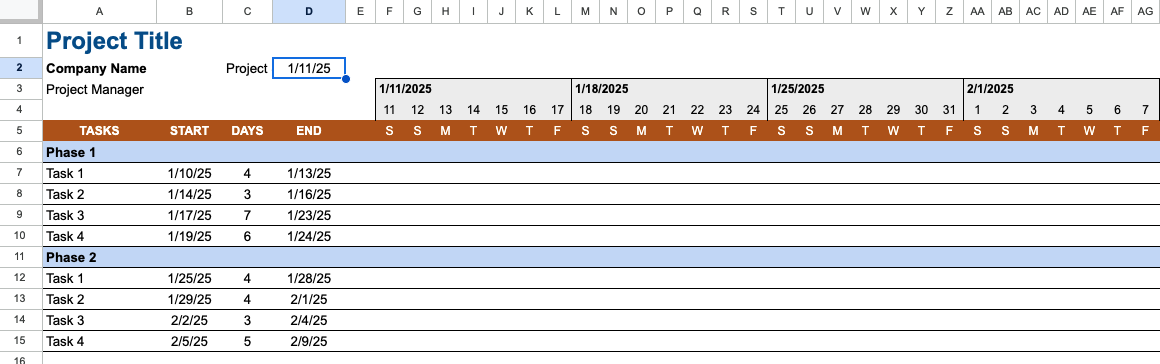 A B C D E F G H I J K L M N O P Q R S T U V W X Y Z AA AB AC AD AE AF AG
1 Project Title
2 Company Name Project 1/11/25
3 Project Manager 1/11/2025 1/18/2025 1/25/2025 2/1/2025
4 11 12 13 14 15 16 17 18 19 20 21 22 23 24 25 26 27 28 29 30 31 1 2 3 4 5 6 7
5 TASKS START DAYS END S S M T W T F S S M T W T F S S M T W T F S S M T W T F
6 Phase 1
7 Task 1 1/10/25 4 1/13/25
8 Task 2 1/14/25 3 1/16/25
9 Task 3 1/17/25 7 1/23/25
10 Task 4 1/19/25 6 1/24/25
11 Phase 2
12 Task 1 1/25/25 4 1/28/25
13 Task 2 1/29/25 4 2/1/25
14 Task 3 2/2/25 3 2/4/25
15 Task 4 2/5/25 5 2/9/25
16